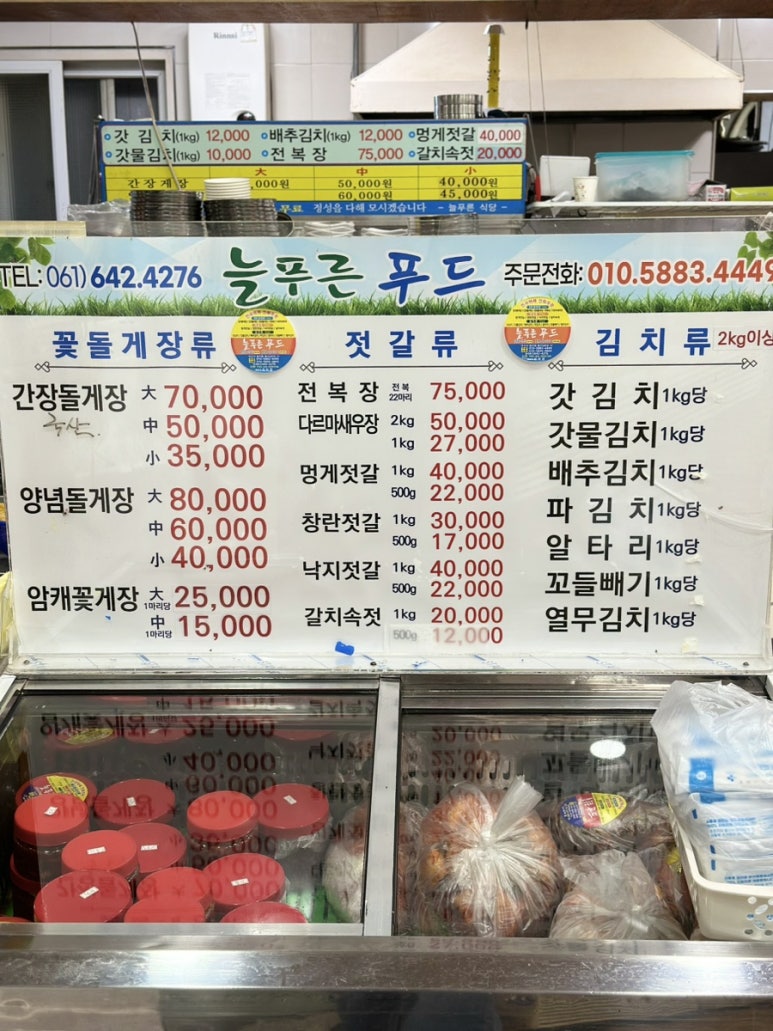 Rinnai
갓 김 치(1kg) 12,000 배추김치(1kg) 12,000 멍게젓갈 40,000
갓물김치(1kg) 10,000 전 복 장 75,000 갈치속젓 20,000
大 中 小
간장게장 ,000원 50,000원 40,000원
60,000원 45,000원
무료 정성을 다해 모시겠습니다 - 늘푸른 식당 -
TEL: 061) 642.4276 늘푸른 푸드 주문전화: 010.5883.4449
꽃돌게장류
간장돌게장 大 70,000
中 50,000
小 35,000
양념돌게장 大 80,000
中 60,000
小 40,000
암캐꽃게장 大 1마리당 25,000
中 1마리당 15,000
늘푸른 푸드
젓갈류
전 복 장 전복 22마리 75,000
다르마새우장 2kg 50,000
1kg 27,000
멍게젓갈 1kg 40,000
500g 22,000
창란젓갈 1kg 30,000
500g 17,000
낙지젓갈 1kg 40,000
500g 22,000
갈치속젓 1kg 20,000
500g 12,000
늘푸른 푸드
김치류 2kg이상
갓 김 치 1kg당
갓물김치 1kg당
배추김치 1kg당
파 김 치 1kg당
알 타 리 1kg당
꼬들빼기 1kg당
열무김치 1kg당